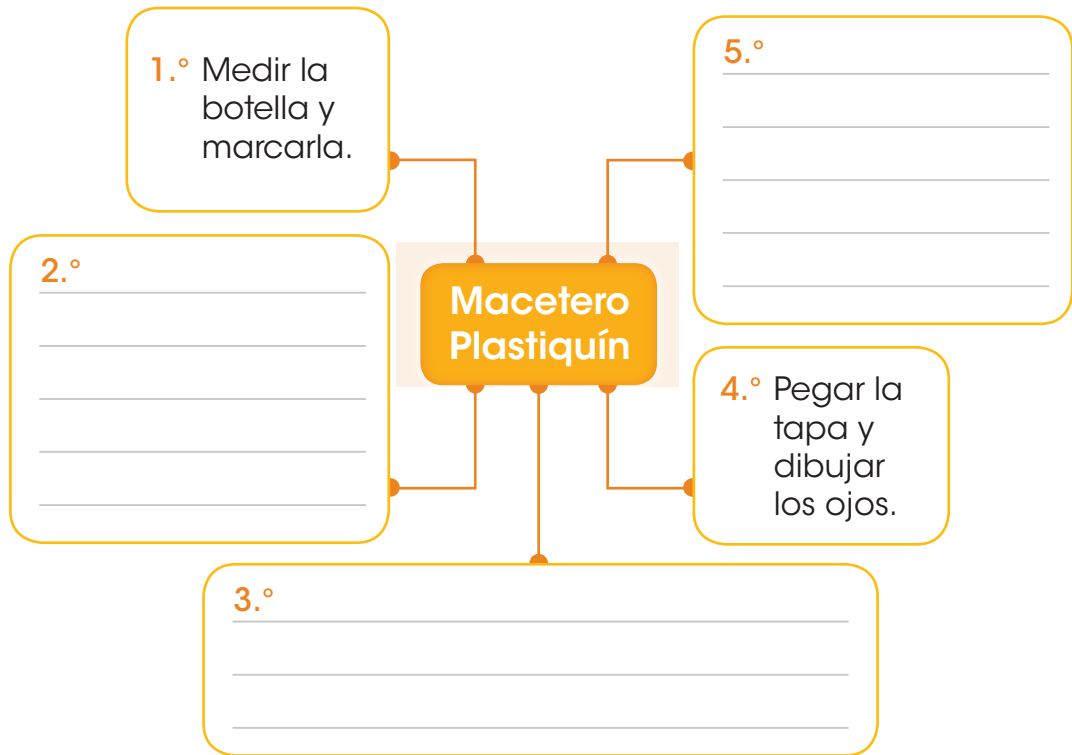 1.° Medir la
botella y
marcarla.
2.°
3.°
4.° Pegar la
tapa y
dibujar
los ojos.
5.°
Macetero
Plastiquín